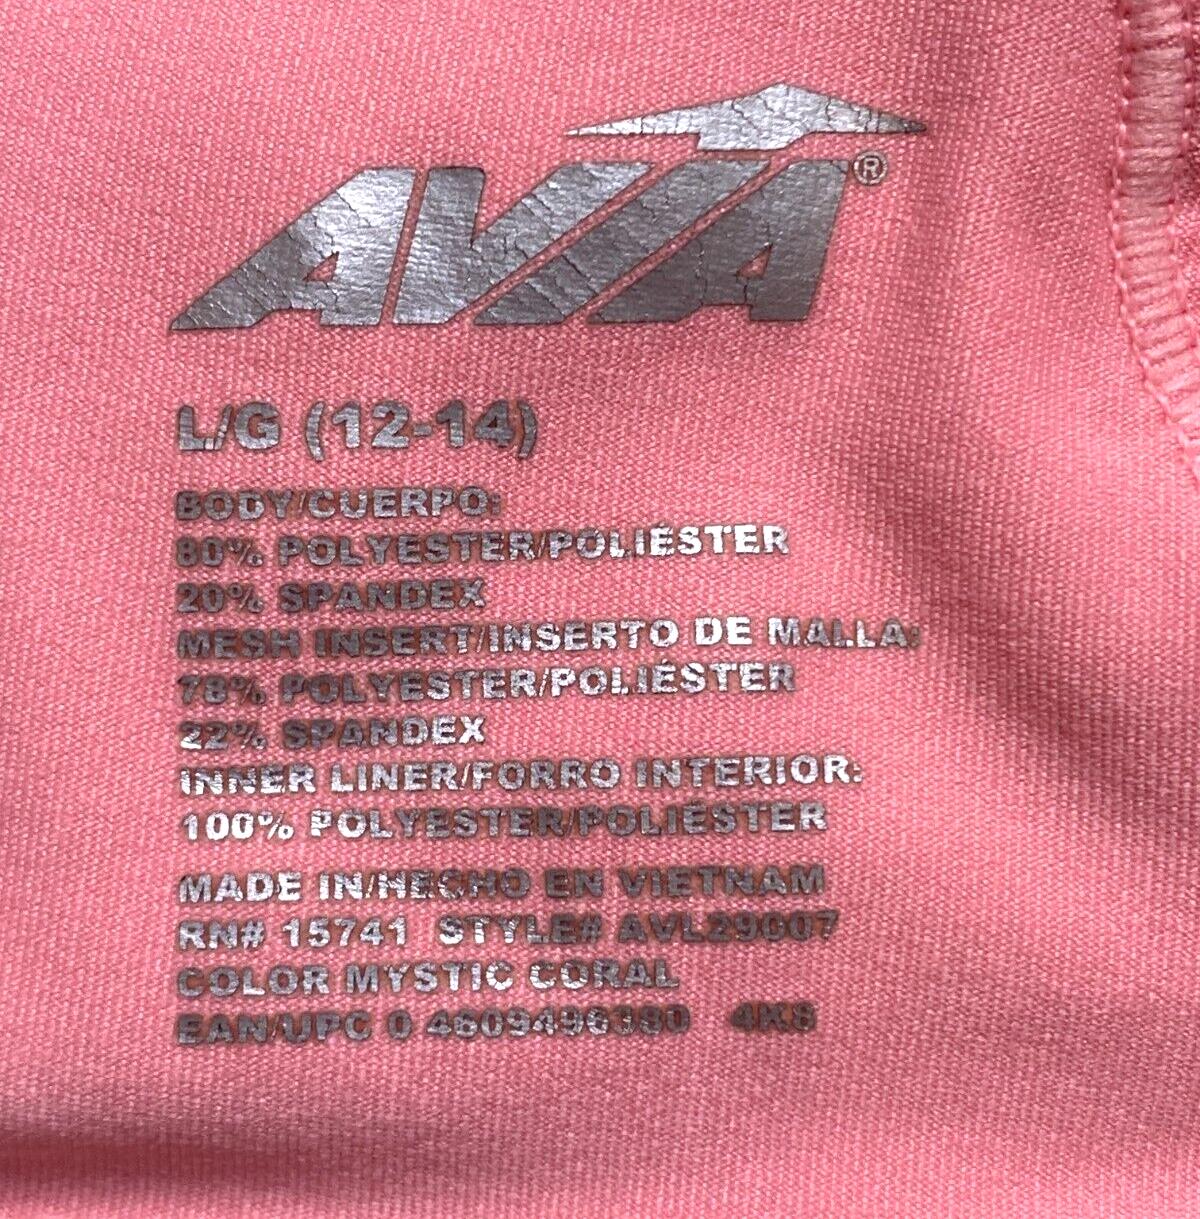 AVIA®
L/G (12-14)
BODY/CUERPO:
80% POLYESTER/POLIÉSTER
20% SPANDEX
MESH INSERT/INSERTO DE MALLA:
78% POLYESTER/POLIÉSTER
22% SPANDEX
INNER LINER/FORRO INTERIOR:
100% POLYESTER/POLIÉSTER
MADE IN/HECHO EN VIETNAM
RN# 15741 STYLE# AVL29007
COLOR MYSTIC CORAL
EAN/UPC 0 4609496380 4K8